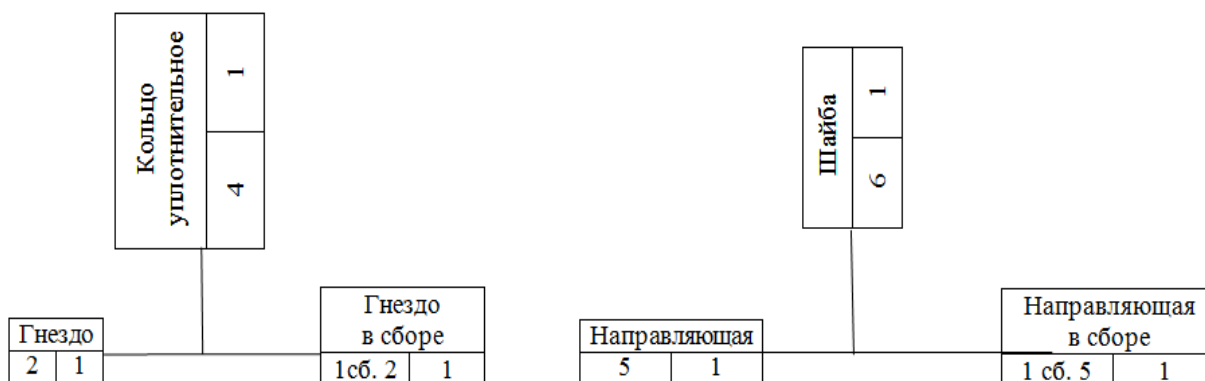 Кольцо
уплотнительное
4 1
Гнездо
2 1
Гнездо
в сборе
1сб. 2 1
Шайба
6 1
Направляющая
5 1
Направляющая
в сборе
1 сб. 5 1